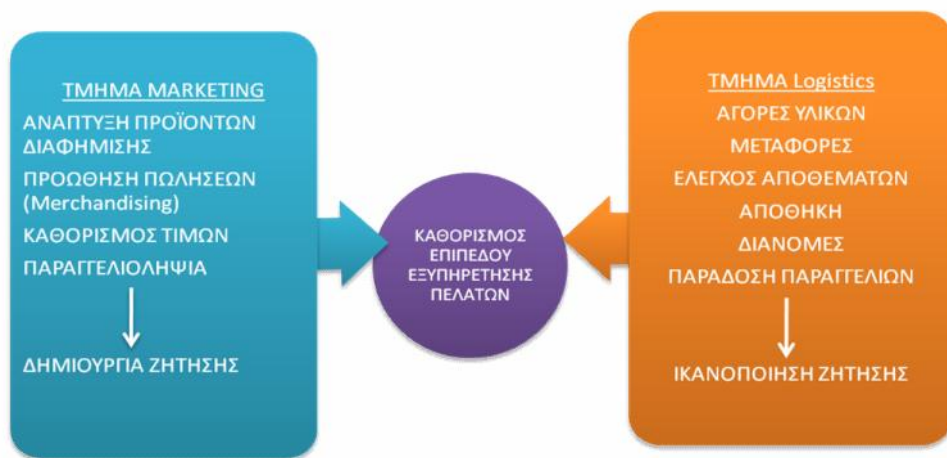 ΤΜΗΜΑ MARKETING
ΑΝΑΠΤΥΞΗ ΠΡΟΪΟΝΤΩΝ
ΔΙΑΦΗΜΙΣΗΣ
ΠΡΟΩΘΗΣΗ ΠΩΛΗΣΕΩΝ
(Merchandising)
ΚΑΘΟΡΙΣΜΟΣ ΤΙΜΩΝ
ΠΑΡΑΓΓΕΛΙΟΛΗΨΙΑ
ΔΗΜΙΟΥΡΓΙΑ ΖΗΤΗΣΗΣ
ΚΑΘΟΡΙΣΜΟΣ
ΕΠΙΠΕΔΟΥ
ΕΞΥΠΗΡΕΤΗΣΗΣ
ΠΕΛΑΤΩΝ
ΤΜΗΜΑ Logistics
ΑΓΟΡΕΣ ΥΛΙΚΩΝ
ΜΕΤΑΦΟΡΕΣ
ΕΛΕΓΧΟΣ ΑΠΟΘΕΜΑΤΩΝ
ΑΠΟΘΗΚΗ
ΔΙΑΝΟΜΕΣ
ΠΑΡΑΔΟΣΗ ΠΑΡΑΓΓΕΛΙΩΝ
ΙΚΑΝΟΠΟΙΗΣΗ ΖΗΤΗΣΗΣ